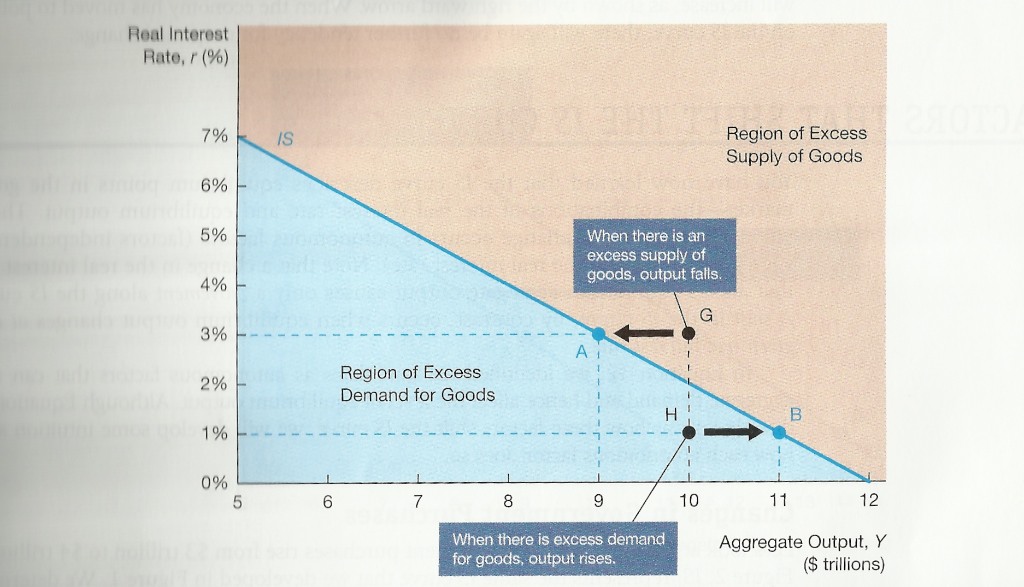 Real Interest
Rate, r (%)
7%
6%
5%
4%
3%
2%
1%
0%
IS
Region of Excess
Supply of Goods
When there is an
excess supply of
goods, output falls.
G
A
Region of Excess
Demand for Goods
H
B
5 6 7 8 9 10 11 12
When there is excess demand
for goods, output rises.
Aggregate Output, Y
($ trillions)